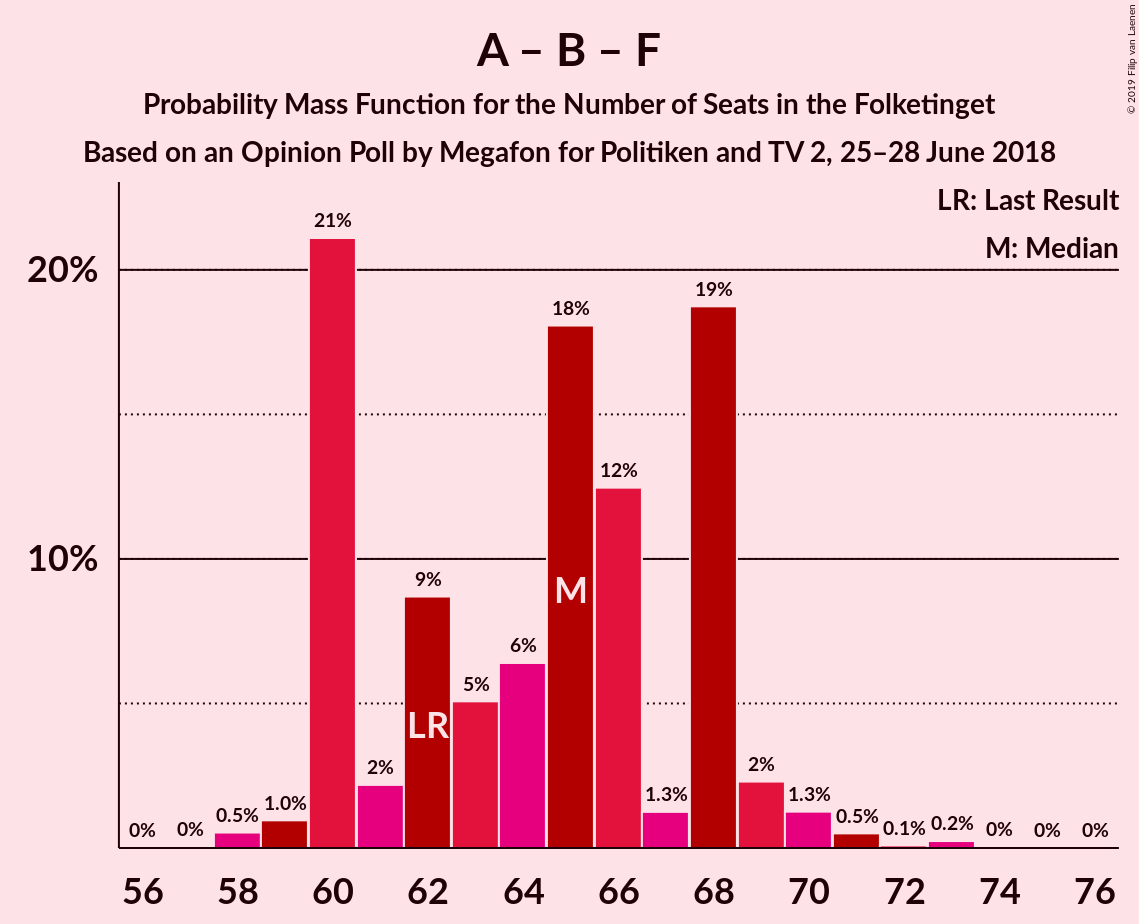 A – B – F
Probability Mass Function for the Number of Seats in the Folketinget
Based on an Opinion Poll by Megafon for Politiken and TV 2, 25–28 June 2018
© 2019 Filip van Laenen
LR: Last Result
M: Median
20%
10%
0% 0% 0.5% 1.0% 21% 2% 9% 5% 6% 18% 12% 1.3% 19% 2% 1.3% 0.5% 0.1% 0.2% 0% 0% 0%
LR M
56 58 60 62 64 66 68 70 72 74 76